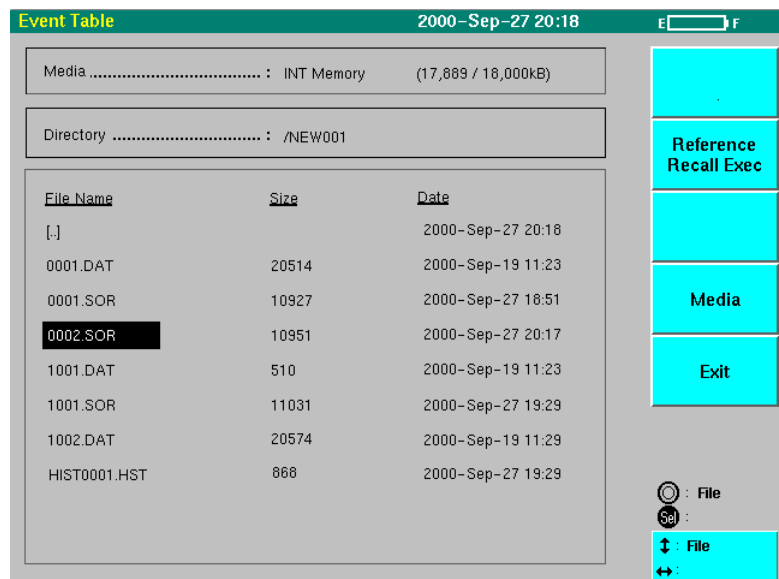 Event Table 2000-Sep-27 20:18 E F
Media ................................... : INT Memory (17,889 / 18,000kB)
Directory .............................. : /NEW001
File Name Size Date
[..] 2000-Sep-27 20:18
0001.DAT 20514 2000-Sep-19 11:23
0001.SOR 10927 2000-Sep-27 18:51
0002.SOR 10951 2000-Sep-27 20:17
1001.DAT 510 2000-Sep-19 11:23
1001.SOR 11031 2000-Sep-27 19:29
1002.DAT 20574 2000-Sep-19 11:29
HIST0001.HST 868 2000-Sep-27 19:29
Reference
Recall Exec
Media
Exit
: File
Sel :
↕ : File
↔ :